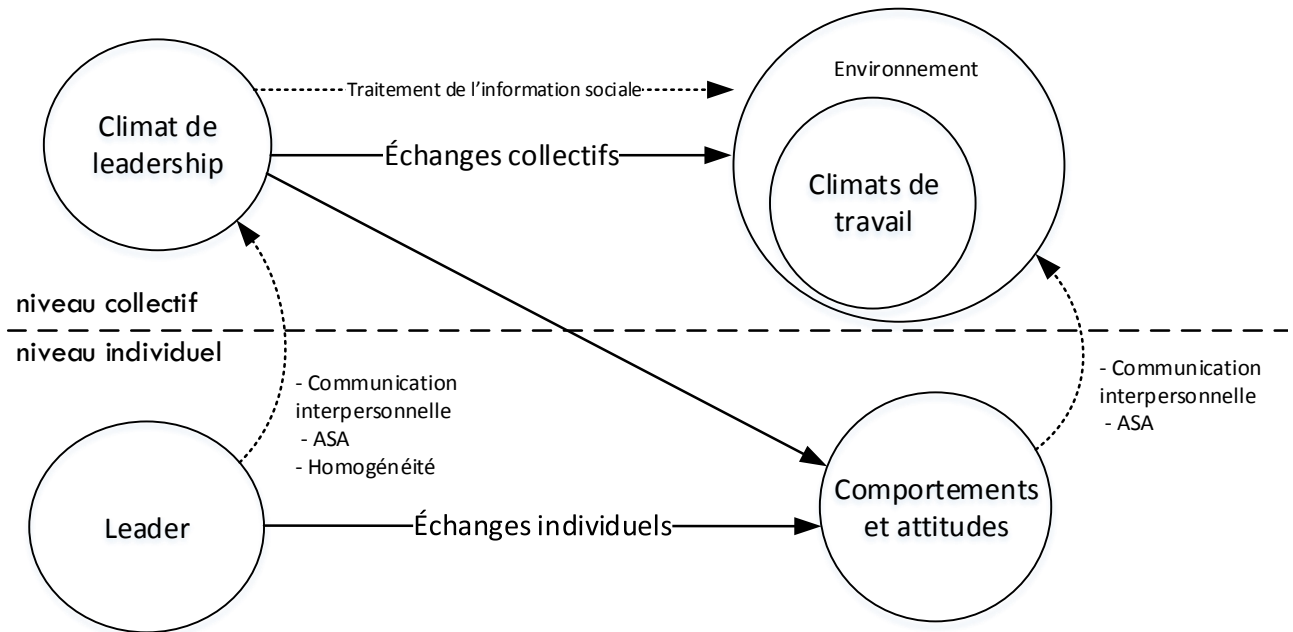 Environnement
Traitement de l’information sociale
Climat de
leadership
Échanges collectifs
Climats de
travail
niveau collectif
niveau individuel
- Communication
interpersonnelle
- ASA
- Homogénéité
- Communication
interpersonnelle
- ASA
Leader
Échanges individuels
Comportements
et attitudes